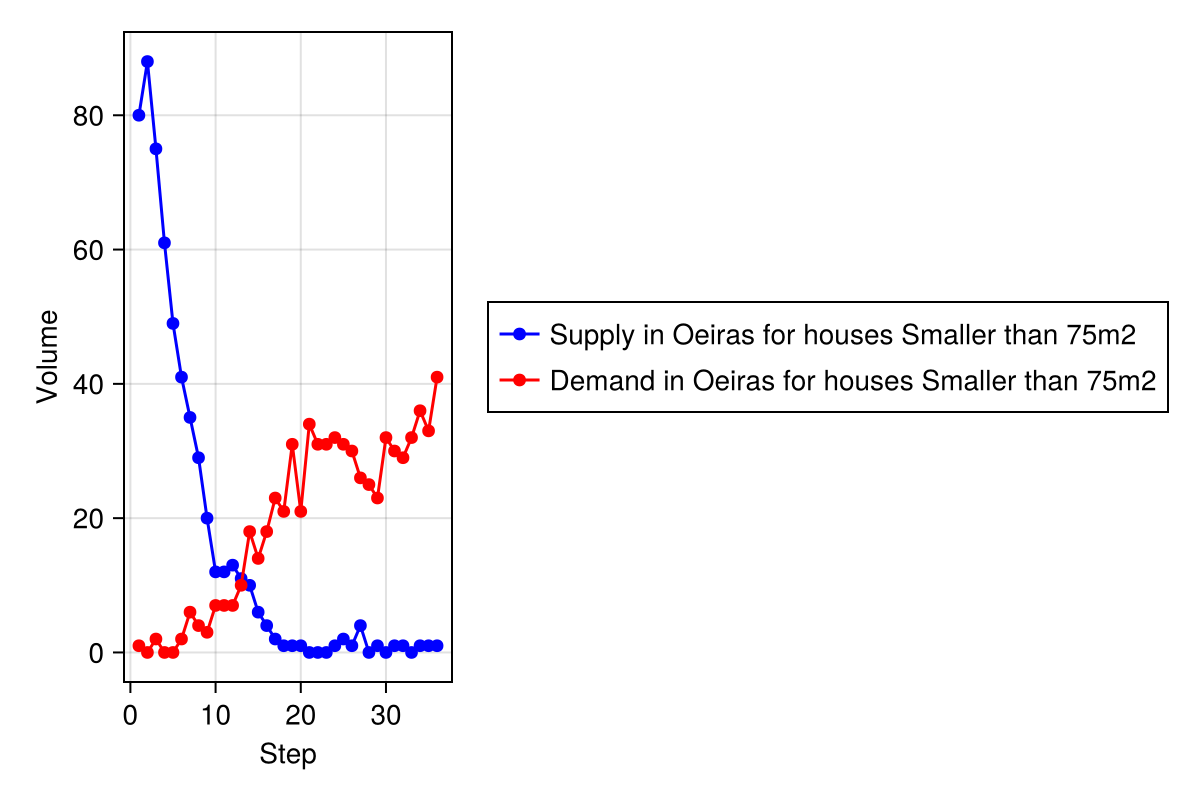 Volume
80
60
40
20
0
0 10 20 30
Step
Supply in Oeiras for houses Smaller than 75m2
Demand in Oeiras for houses Smaller than 75m2